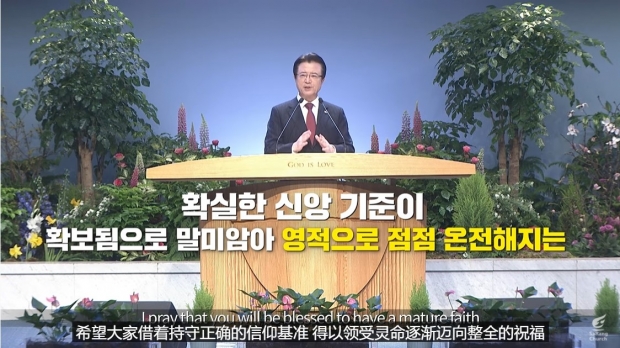 GOD IS LOVE
확실한 신앙 기준이
확보됨으로 말미암아 영적으로 점점 온전해지는
I pray that you will be blessed to have a mature faith
希望大家借着持守正确的信仰基准 得以领受灵命逐渐迈向整全的祝福
Church